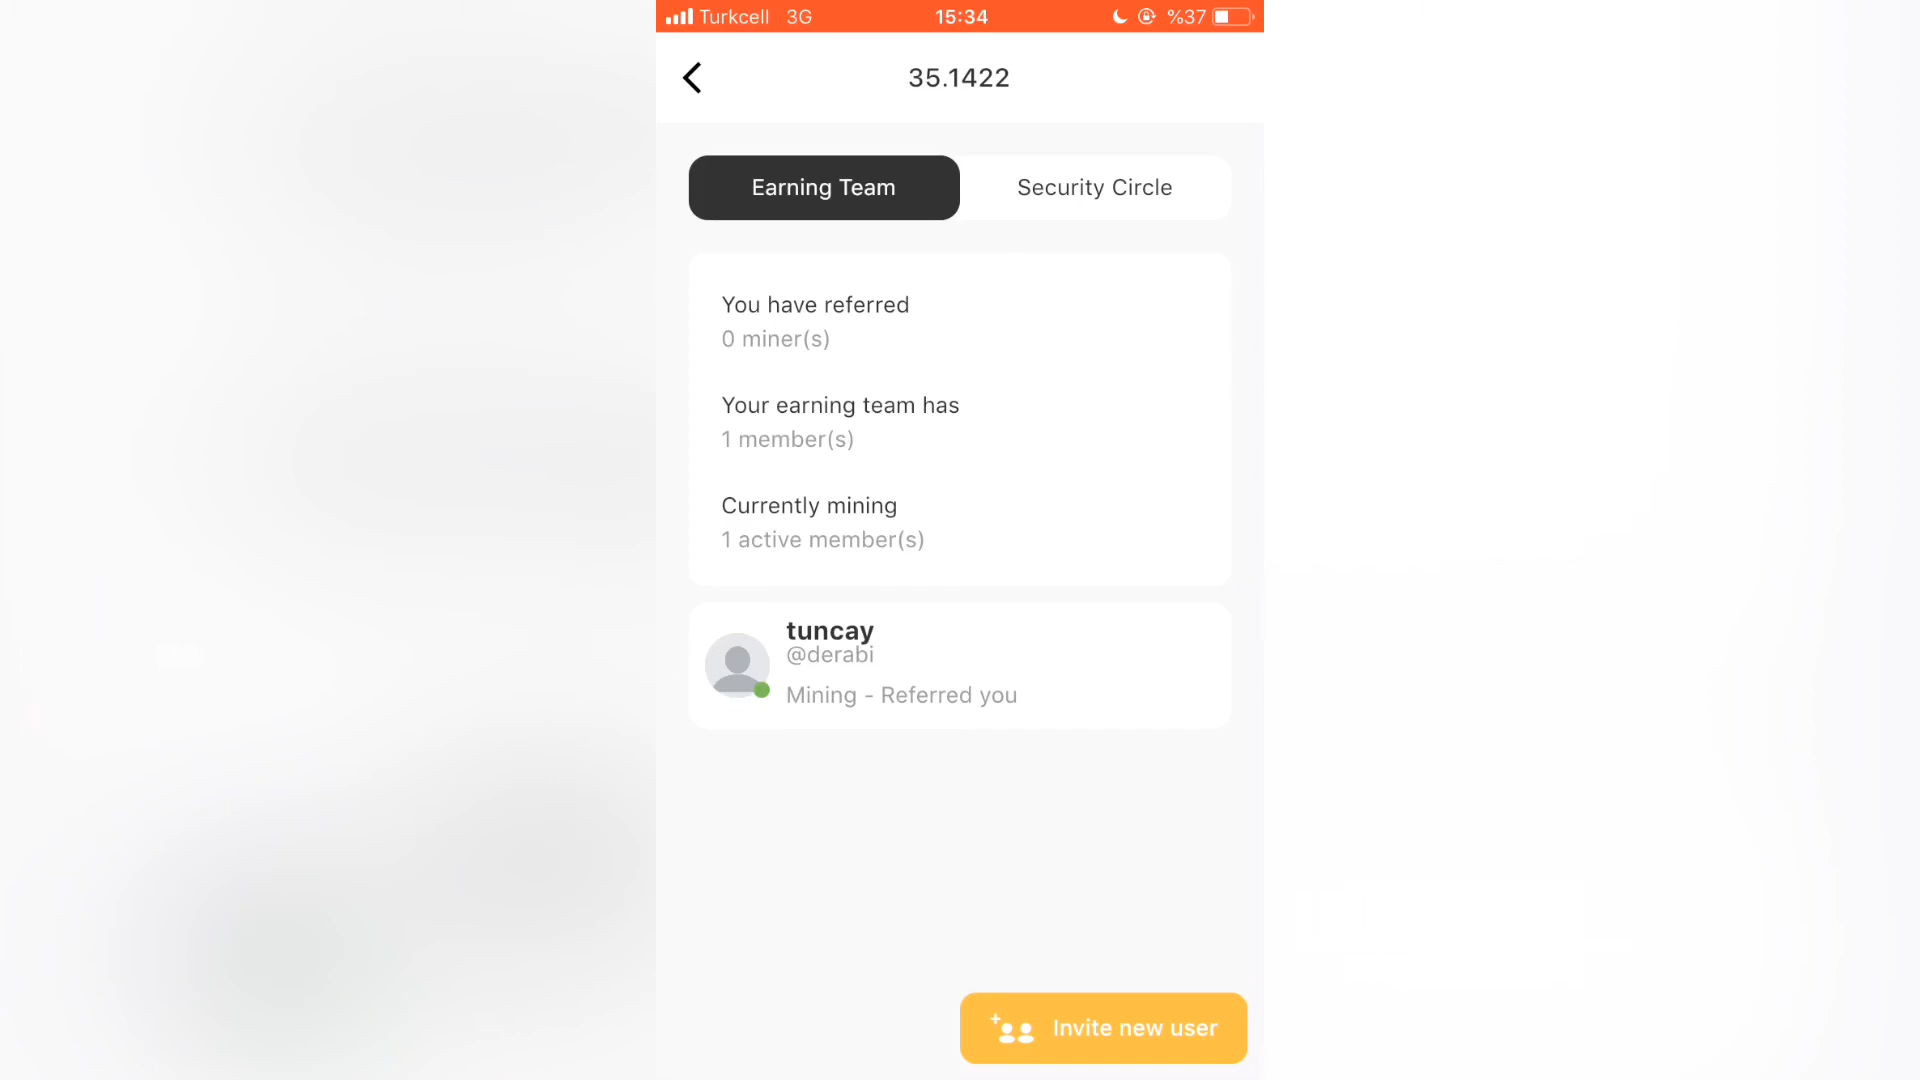 Turkcell 3G 15:34 %37
35.1422
Earning Team Security Circle
You have referred
0 miner(s)
Your earning team has
1 member(s)
Currently mining
1 active member(s)
tuncay
@derabi
Mining - Referred you
Invite new user